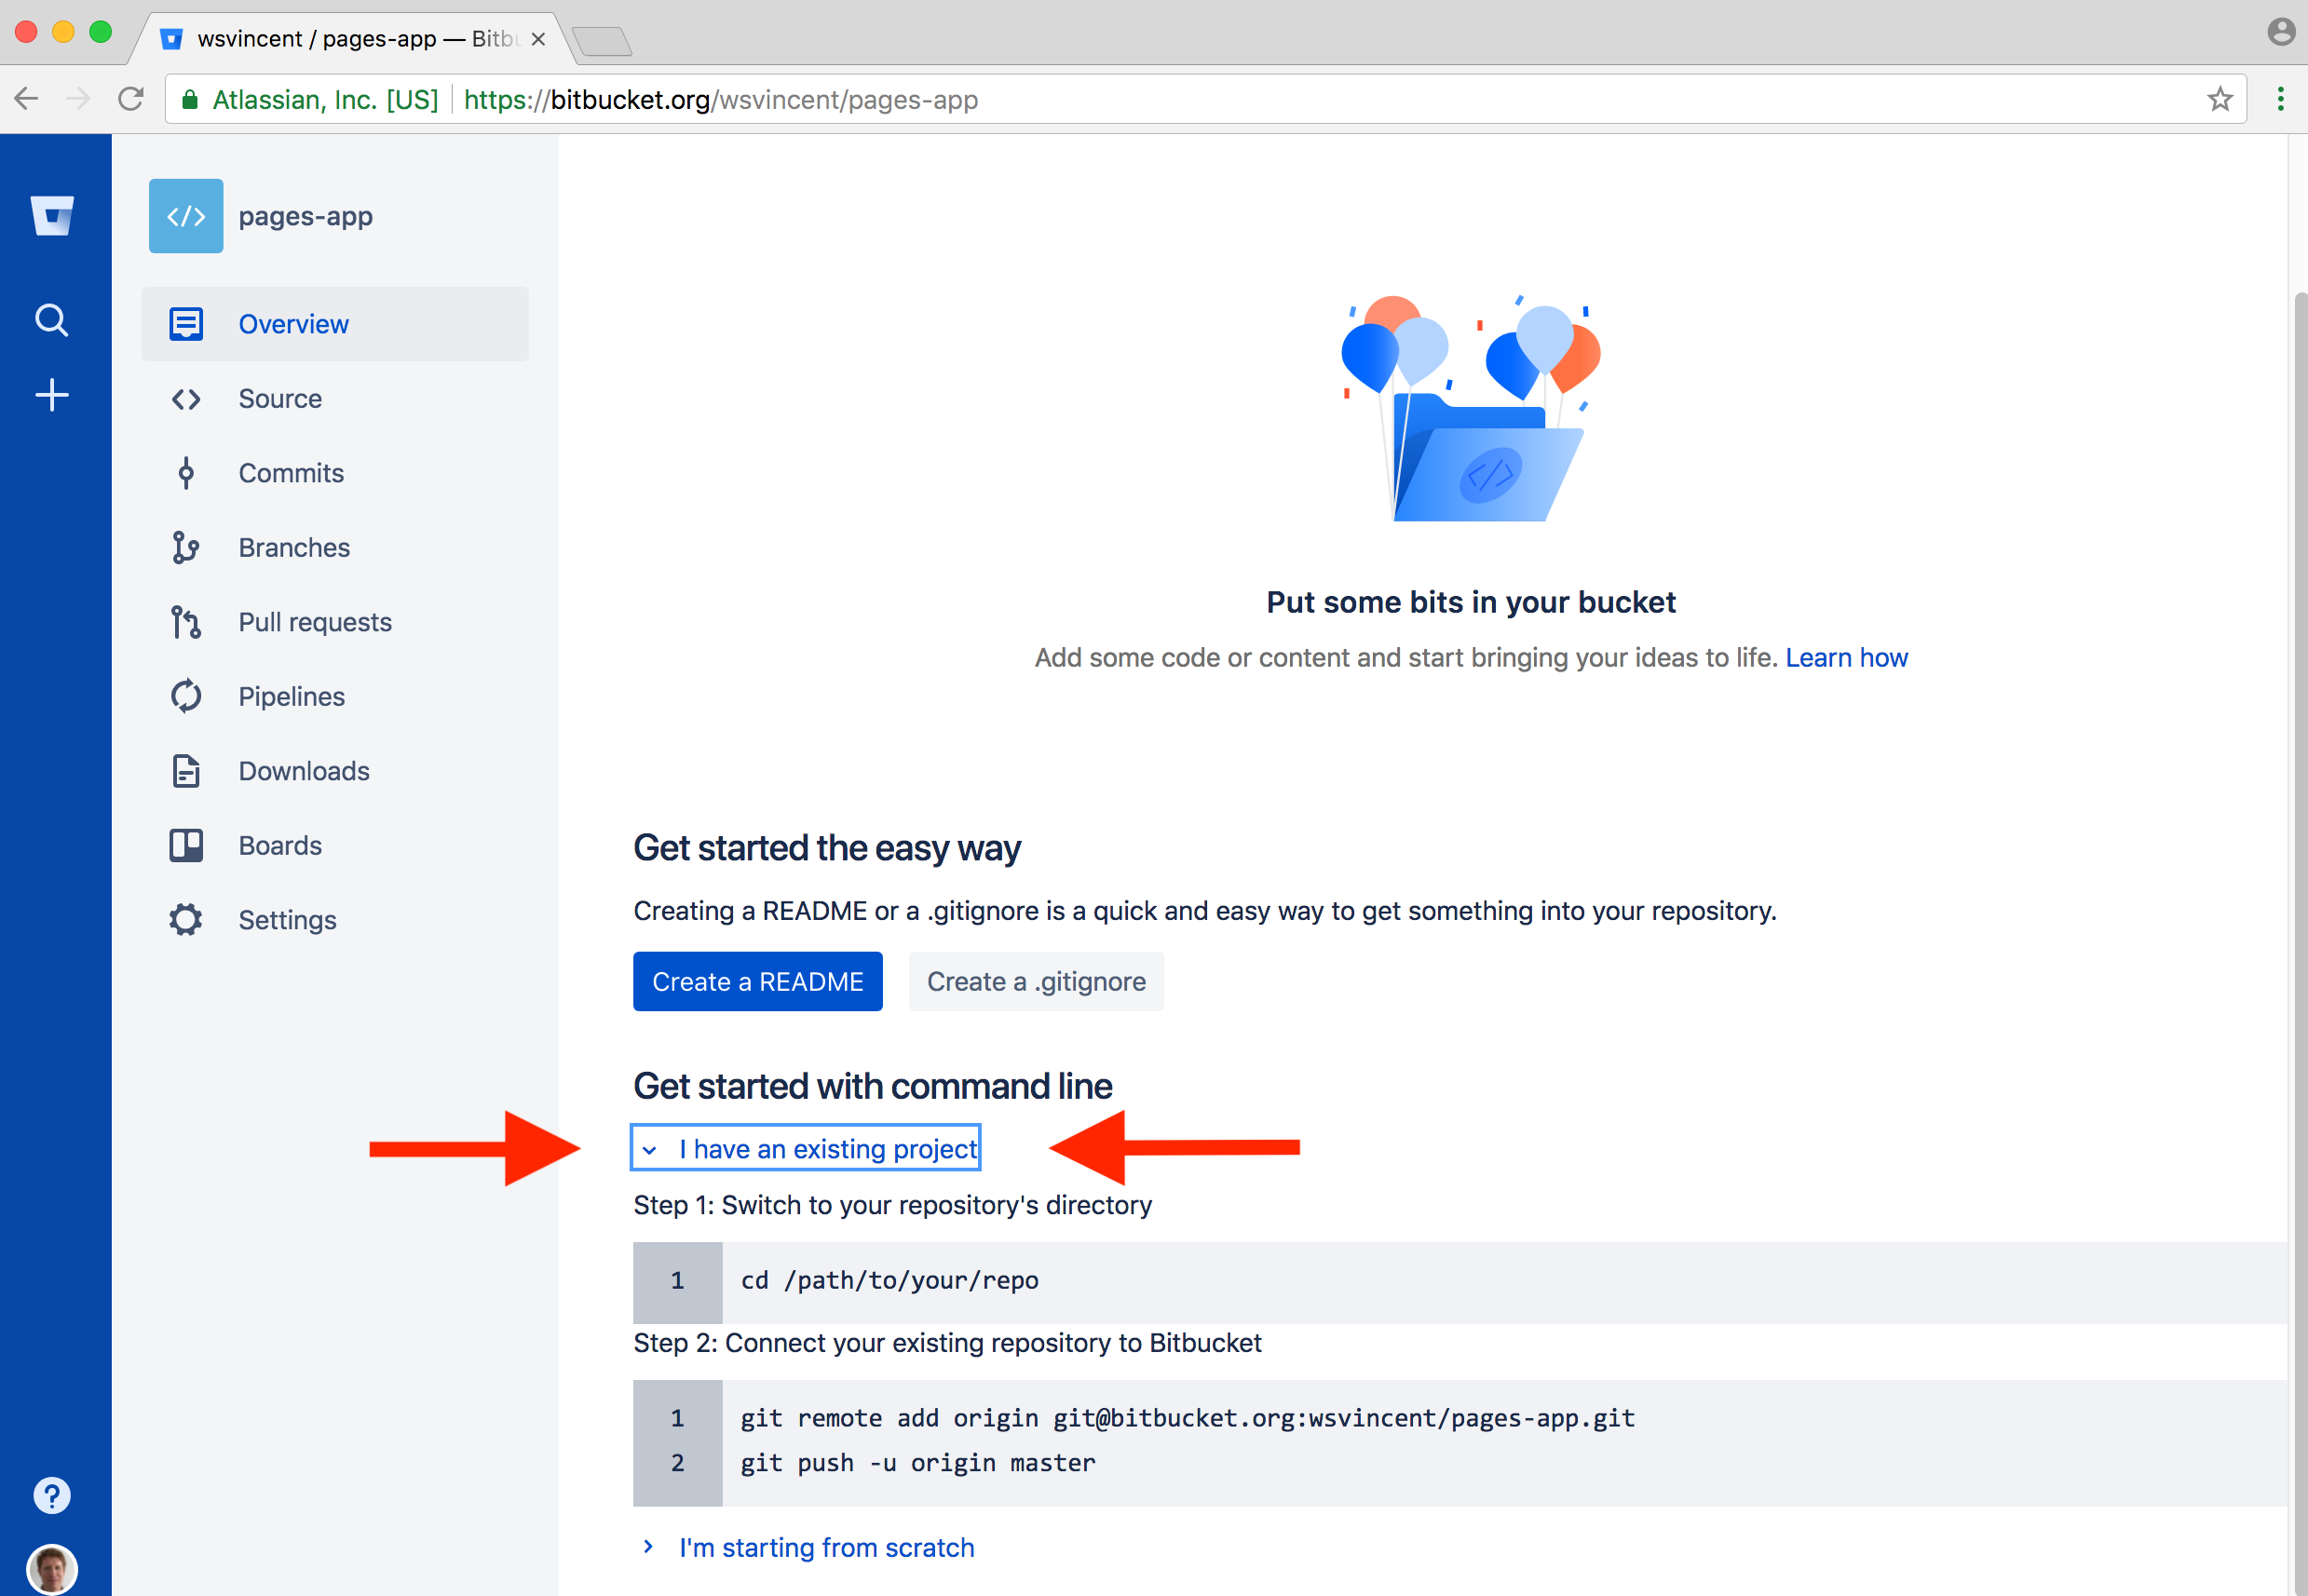 wsvincent / pages-app — Bitbu
Atlassian, Inc. [US] https://bitbucket.org/wsvincent/pages-app
</> pages-app
Overview
Source
Commits
Branches
Pull requests
Pipelines
Downloads
Boards
Settings
?
</>
Put some bits in your bucket
Add some code or content and start bringing your ideas to life. Learn how
Get started the easy way
Creating a README or a .gitignore is a quick and easy way to get something into your repository.
Create a README Create a .gitignore
Get started with command line
I have an existing project
Step 1: Switch to your repository's directory
1 cd /path/to/your/repo
Step 2: Connect your existing repository to Bitbucket
1 git remote add origin git@bitbucket.org:wsvincent/pages-app.git
2 git push -u origin master
I'm starting from scratch